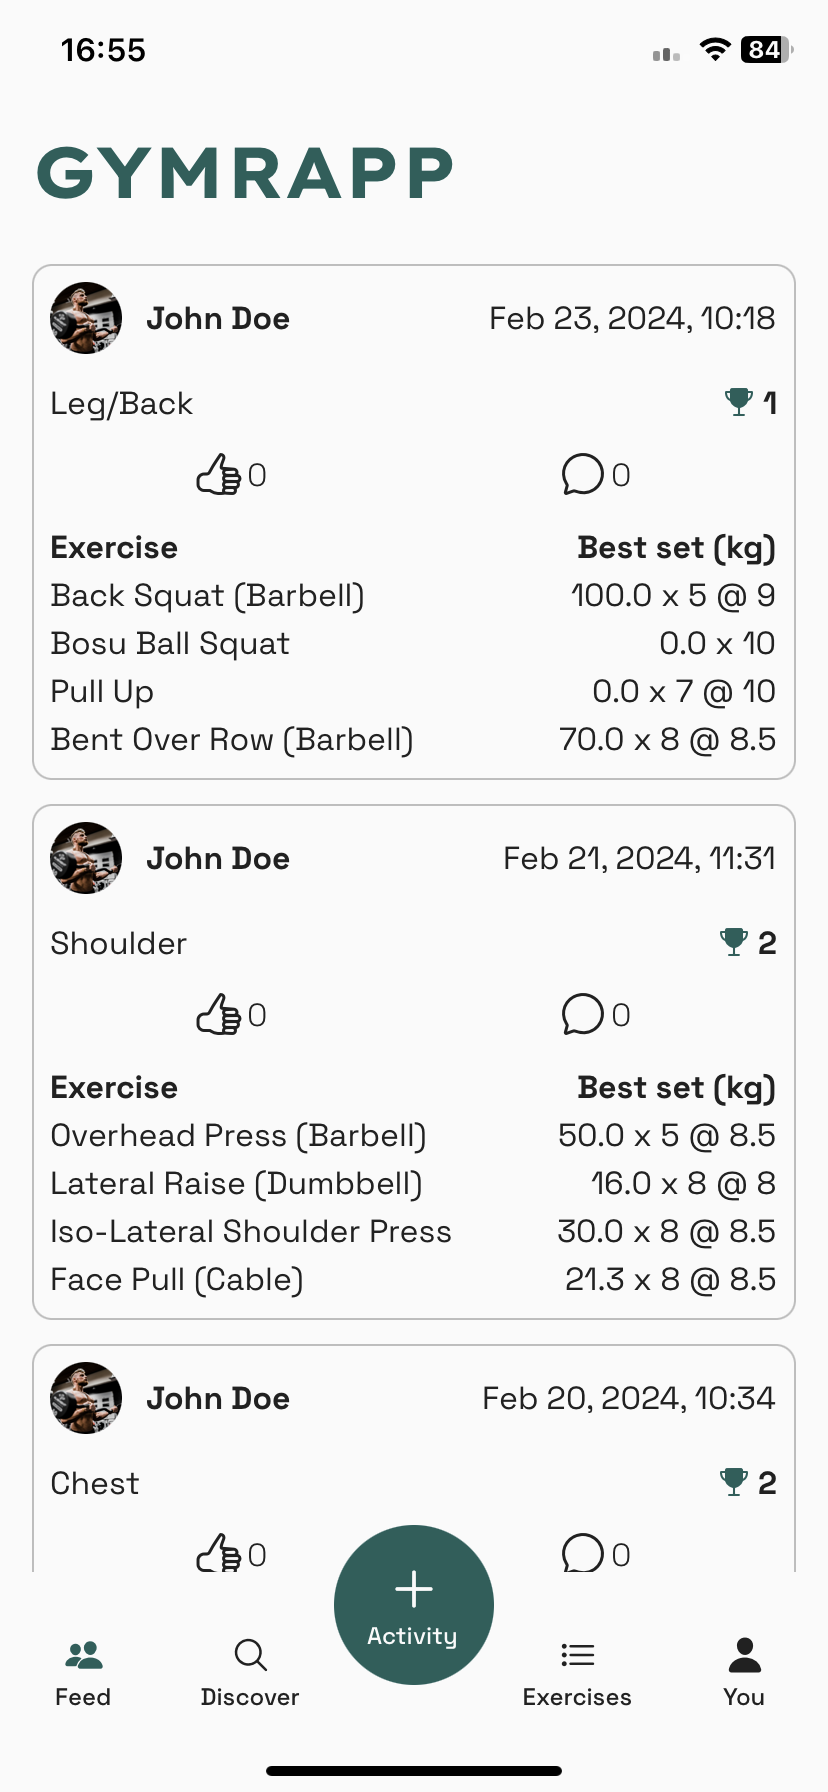 16:55
84
GYMRAPP
John Doe Feb 23, 2024, 10:18
Leg/Back 1
0 0
Exercise Best set (kg)
Back Squat (Barbell) 100.0 x 5 @ 9
Bosu Ball Squat 0.0 x 10
Pull Up 0.0 x 7 @ 10
Bent Over Row (Barbell) 70.0 x 8 @ 8.5
John Doe Feb 21, 2024, 11:31
Shoulder 2
0 0
Exercise Best set (kg)
Overhead Press (Barbell) 50.0 x 5 @ 8.5
Lateral Raise (Dumbbell) 16.0 x 8 @ 8
Iso-Lateral Shoulder Press 30.0 x 8 @ 8.5
Face Pull (Cable) 21.3 x 8 @ 8.5
John Doe Feb 20, 2024, 10:34
Chest 2
0 0
Activity
Feed Discover Exercises You